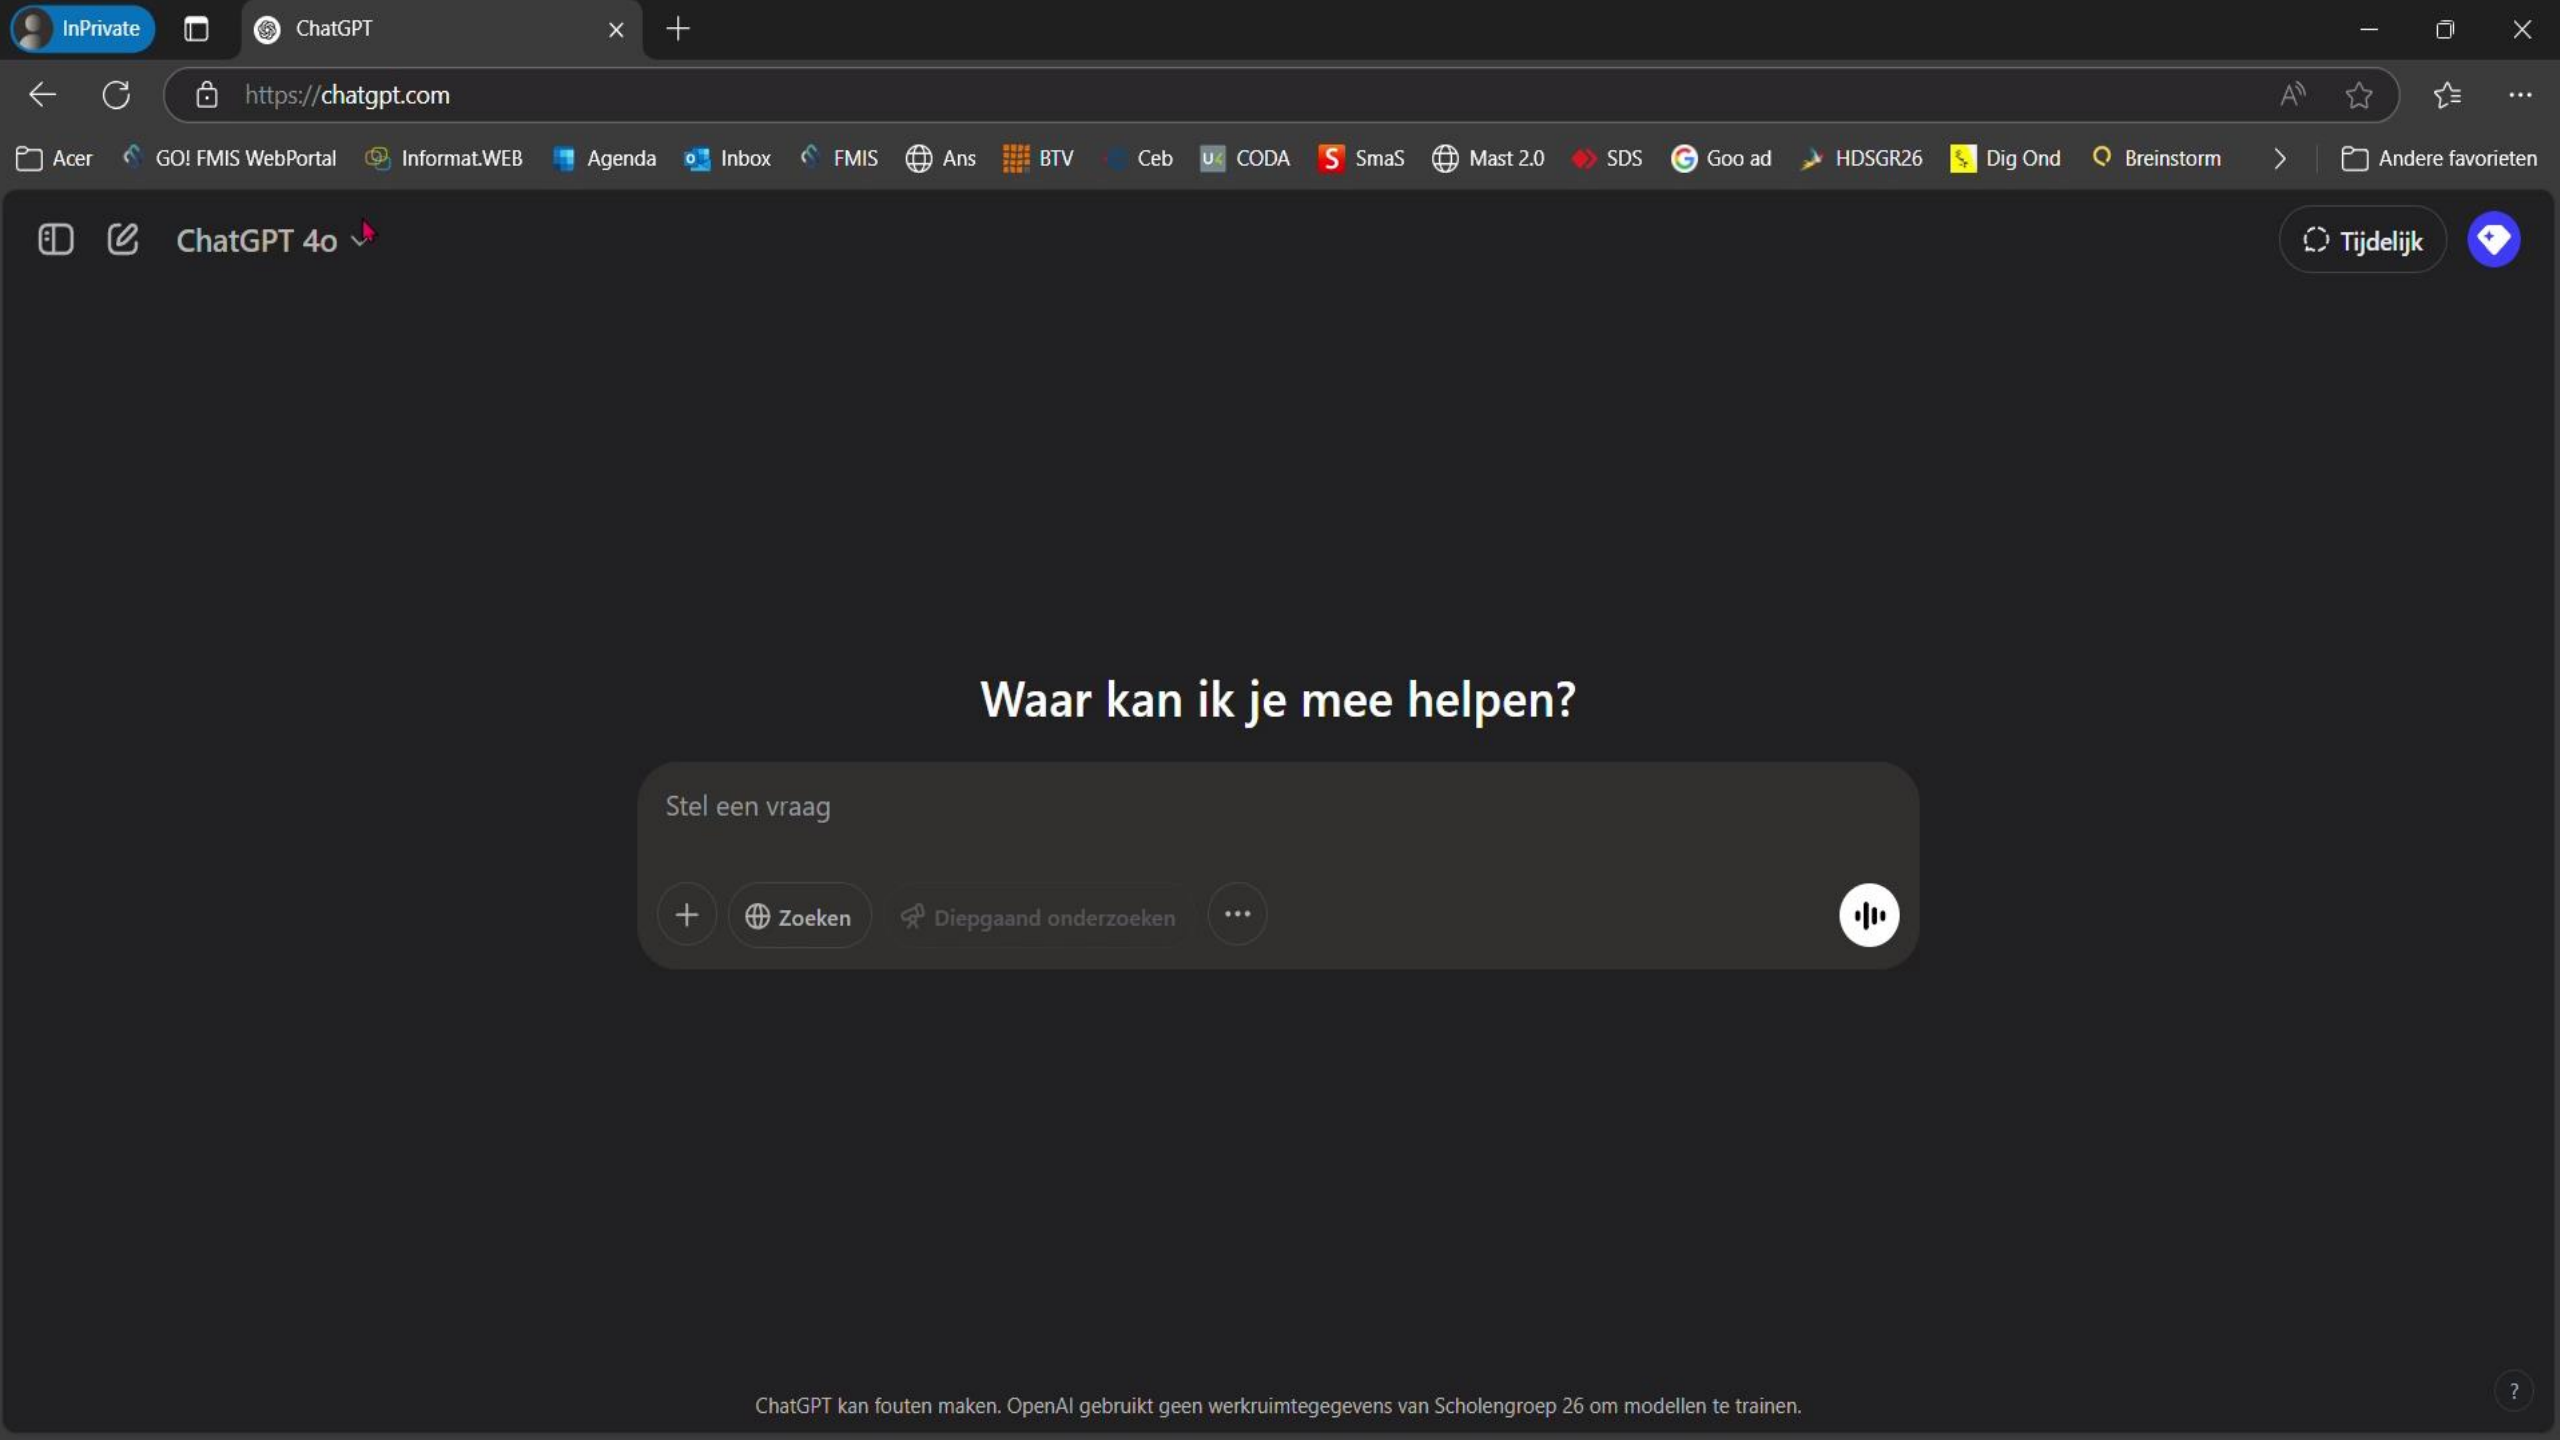 InPrivate
ChatGPT
https://chatgpt.com
Acer GO! FMIS WebPortal Informat.WEB Agenda Inbox FMIS Ans BTV Ceb CODA SmaS Mast 2.0 SDS Goo ad HDSGR26 Dig Ond Breinstorm Andere favorieten
ChatGPT 4o
Tijdelijk
Waar kan ik je mee helpen?
Stel een vraag
Zoeken Diepgaand onderzoeken
ChatGPT kan fouten maken. OpenAI gebruikt geen werkruimtegegevens van Scholengroep 26 om modellen te trainen.
?